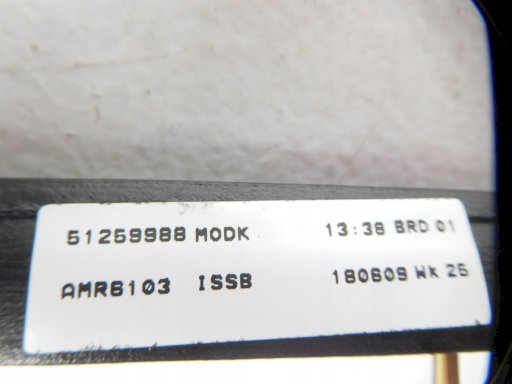 51259988 MODK 13:38 BRD 01
AMR6103 ISSB 180609 WK 25